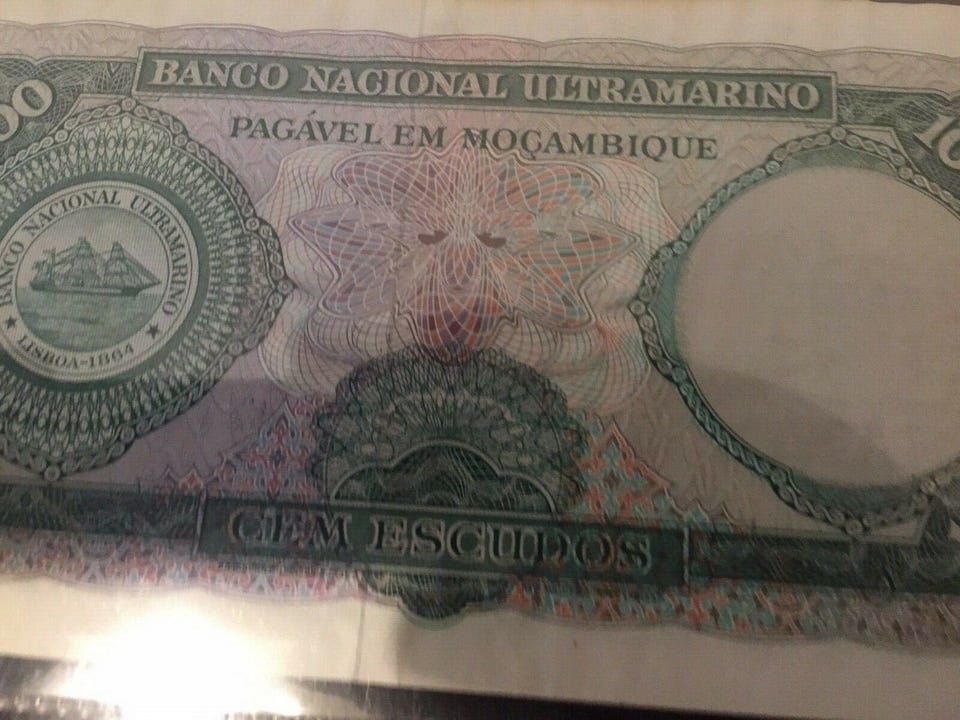 BANCO NACIONAL ULTRAMARINO
PAGÁVEL EM MOÇAMBIQUE
BANCO NACIONAL ULTRAMARINO
LISBOA-1864
CEM ESCUDOS